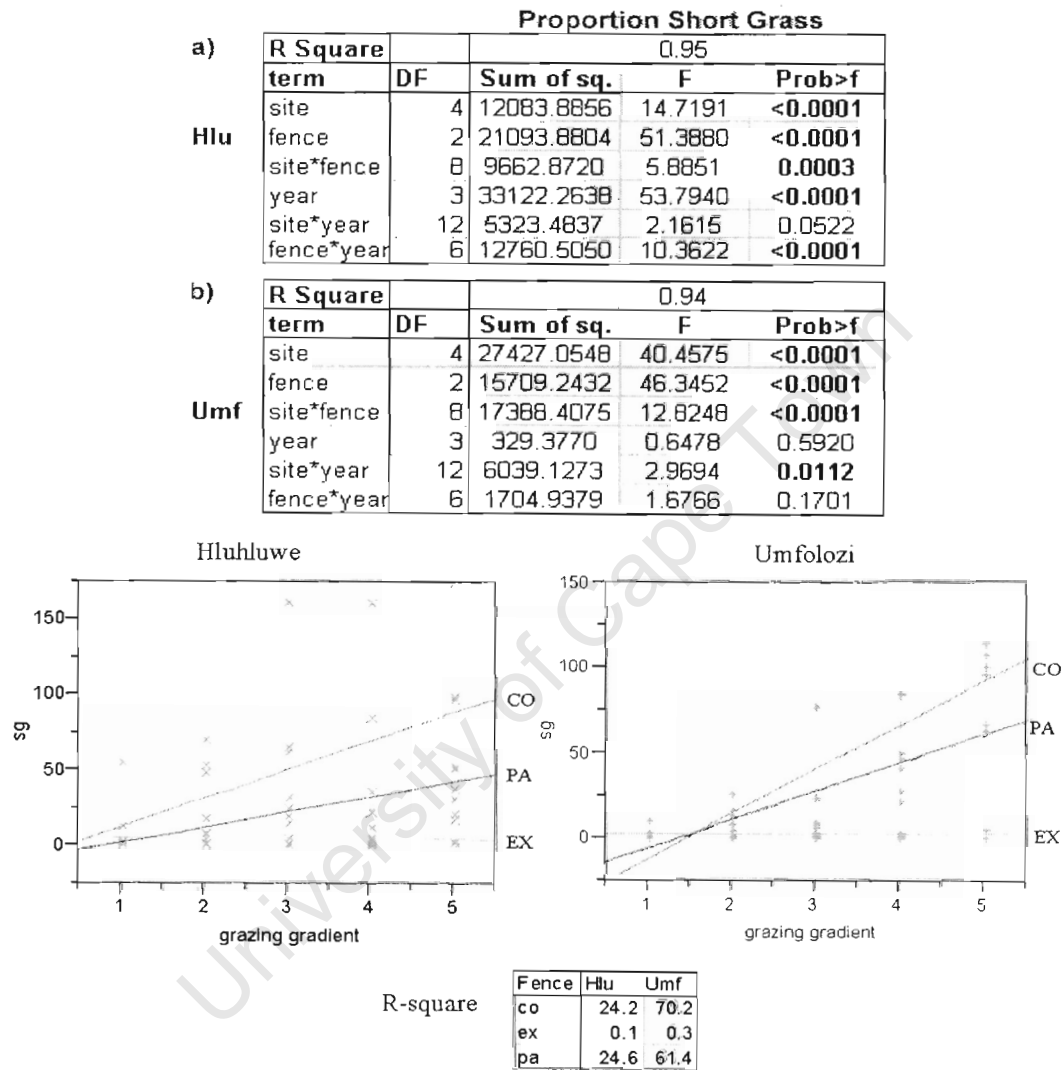 Proportion Short Grass
a)
R Square 0.95
term DF Sum of sq. F Prob>f
site 4 12083.8856 14.7191 <0.0001
Hlu fence 2 21093.8804 51.3880 <0.0001
site*fence 8 9662.8720 5.8851 0.0003
year 3 33122.2638 53.7940 <0.0001
site*year 12 5323.4837 2.1615 0.0522
fence*year 6 12760.5050 10.3622 <0.0001
b)
R Square 0.94
term DF Sum of sq. F Prob>f
site 4 27427.0548 40.4575 <0.0001
fence 2 15709.2432 46.3452 <0.0001
Umf site*fence 8 17388.4075 12.8248 <0.0001
year 3 329.3770 0.6478 0.5920
site*year 12 6039.1273 2.9694 0.0112
fence*year 6 1704.9379 1.6766 0.1701
Hluhluwe
150
100
50
0
sg
CO
PA
EX
1 2 3 4 5
grazing gradient
Umfolozi
150
100
50
0
sg
CO
PA
EX
1 2 3 4 5
grazing gradient
R-square
Fence Hlu Umf
co 24.2 70.2
ex 0.1 0.3
pa 24.6 61.4
University of Cape Town